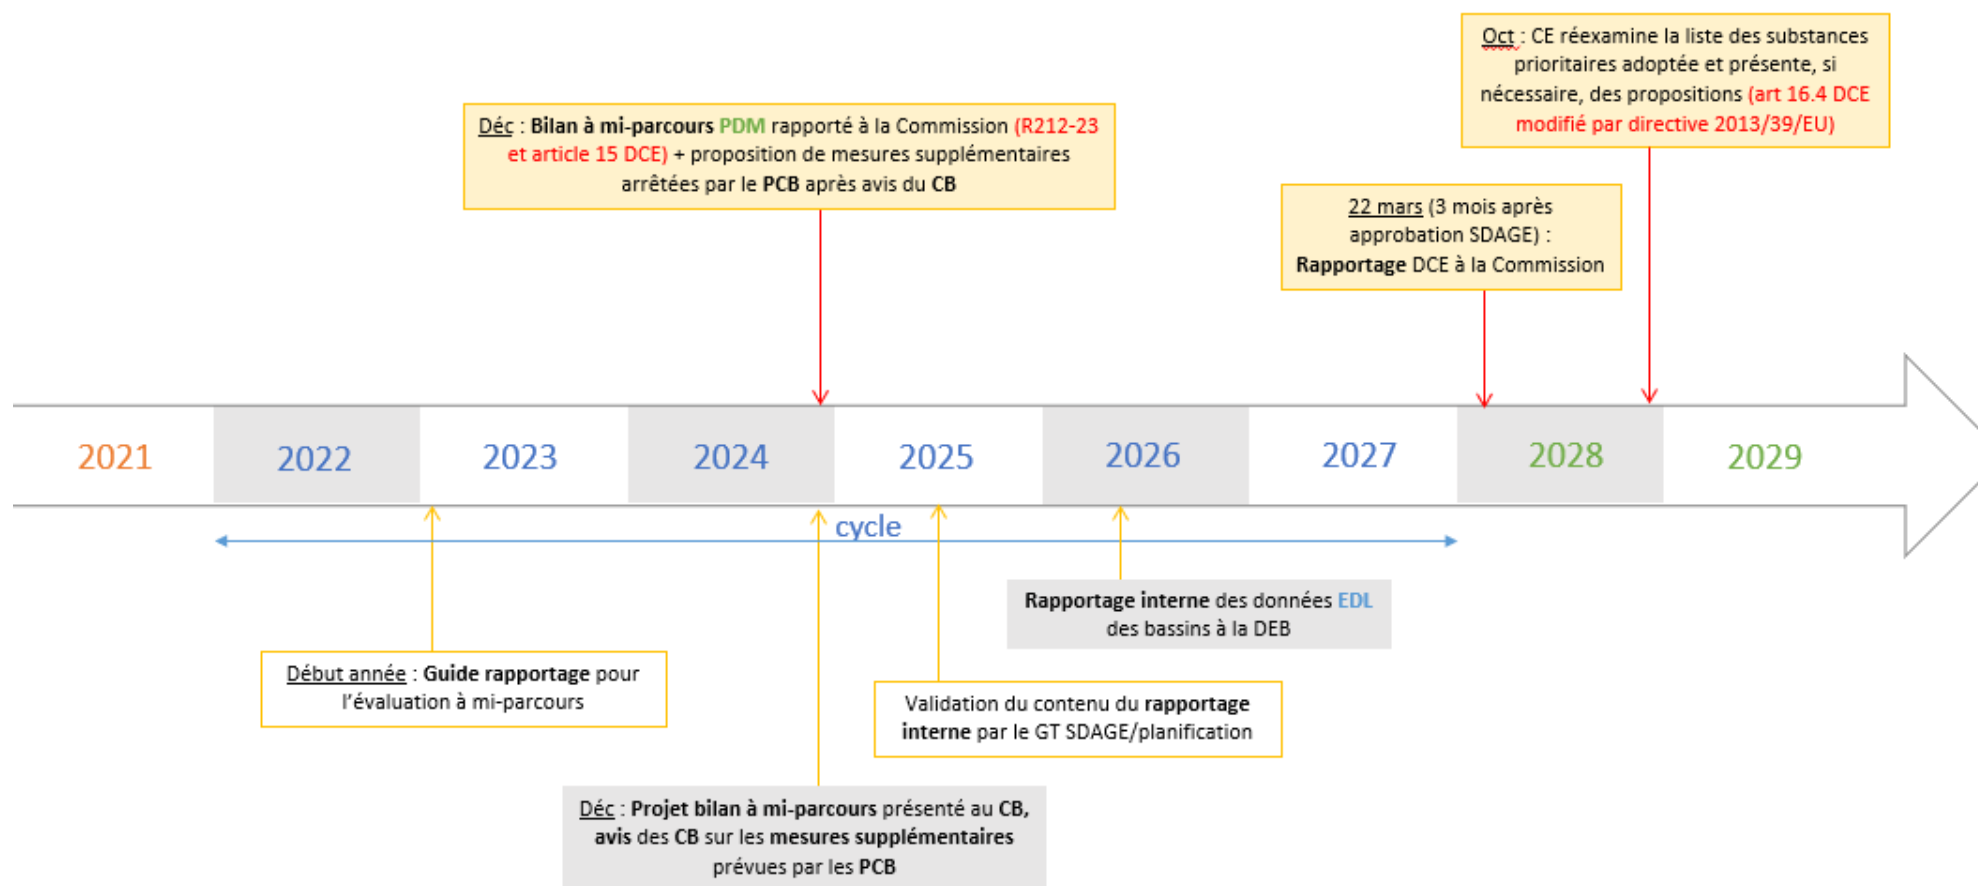 Oct : CE réexamine la liste des substances
prioritaires adoptée et présente, si
nécessaire, des propositions (art 16.4 DCE
modifié par directive 2013/39/EU)
Déc : Bilan à mi-parcours PDM rapporté à la Commission (R212-23
et article 15 DCE) + proposition de mesures supplémentaires
arrêtées par le PCB après avis du CB
22 mars (3 mois après
approbation SDAGE) :
Rapportage DCE à la Commission
2021 2022 2023 2024 2025 2026 2027 2028 2029
cycle
Rapportage interne des données EDL
des bassins à la DEB
Début année : Guide rapportage pour
l'évaluation à mi-parcours
Validation du contenu du rapportage
interne par le GT SDAGE/planification
Déc : Projet bilan à mi-parcours présenté au CB,
avis des CB sur les mesures supplémentaires
prévues par les PCB